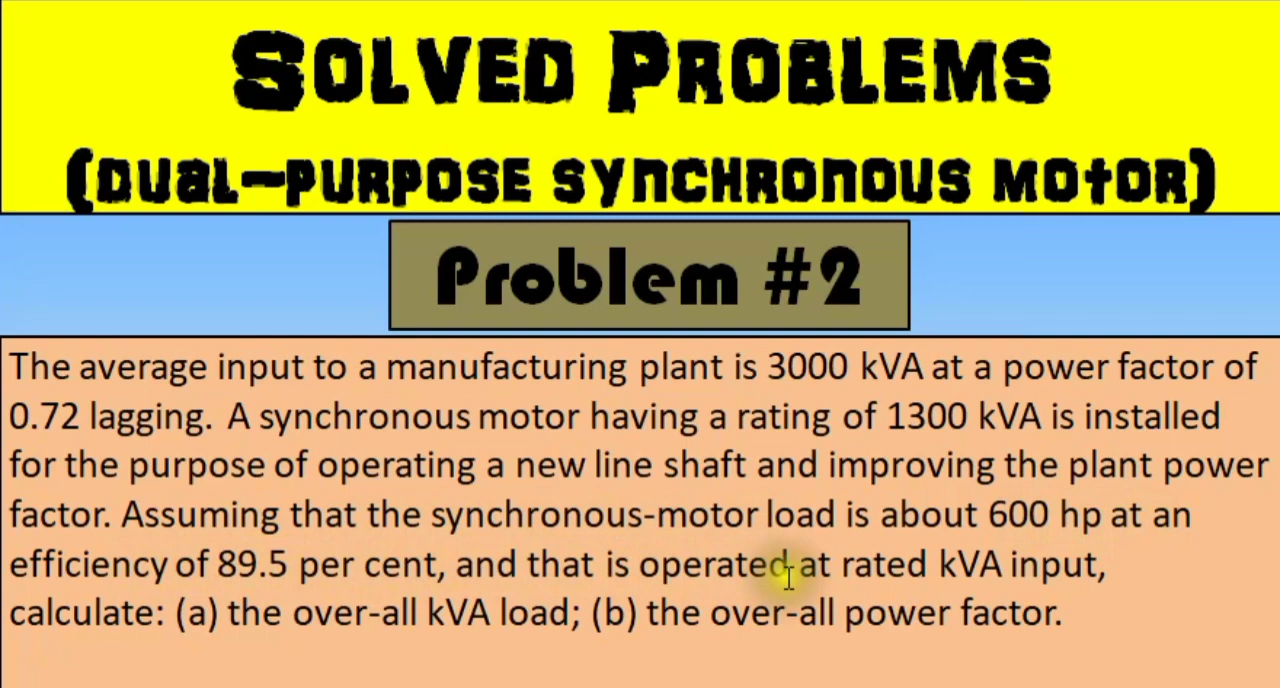 SOLVED PROBLEMS
(DUAL-PURPOSE SYNCHRONOUS MOTOR)
Problem #2
The average input to a manufacturing plant is 3000 kVA at a power factor of
0.72 lagging. A synchronous motor having a rating of 1300 kVA is installed
for the purpose of operating a new line shaft and improving the plant power
factor. Assuming that the synchronous-motor load is about 600 hp at an
efficiency of 89.5 per cent, and that is operated at rated kVA input,
calculate: (a) the over-all kVA load; (b) the over-all power factor.